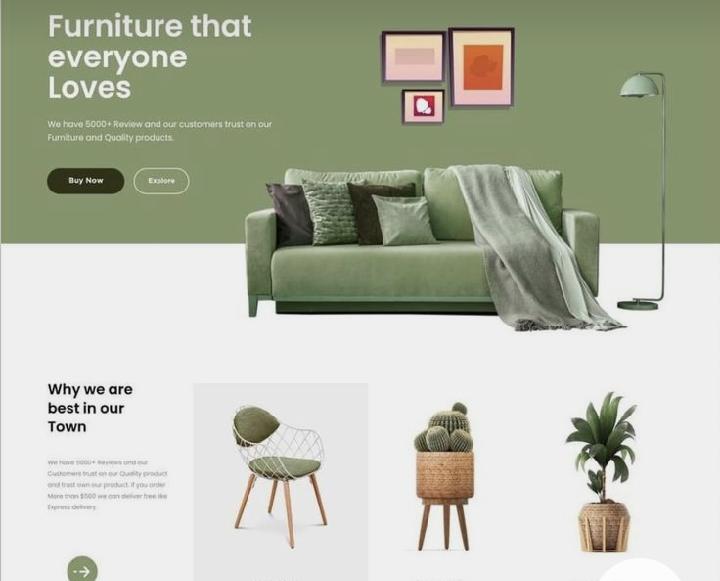 Furniture that
everyone
Loves
We have 5000+ Review and our customers trust on our
Furniture and Quality products.
Buy Now
Explore
Why we are
best in our
Town
We have 5000+ Reviews and our
Customers trust on our Quality product
and trust own our product. If you order
More than $500 we can deliver free like
Express delivery.